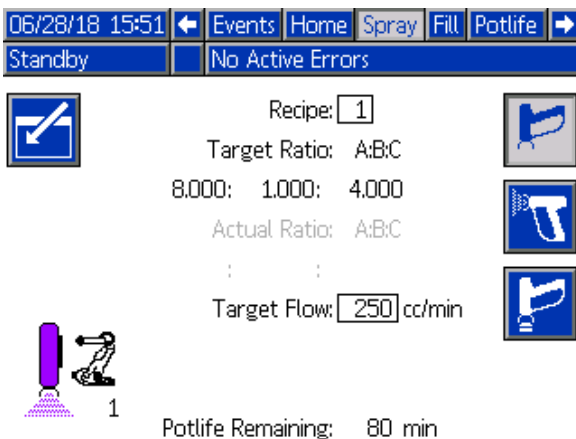 06/28/18 15:51 Events Home Spray Fill Potlife
Standby No Active Errors
Recipe: 1
Target Ratio: A:B:C
8.000: 1.000: 4.000
Actual Ratio: A:B:C
: :
Target Flow: 250 cc/min
1
Potlife Remaining: 80 min